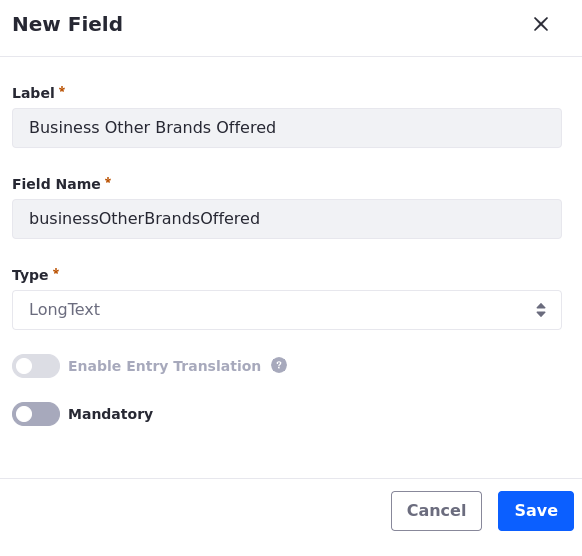 New Field
Label *
Business Other Brands Offered
Field Name *
businessOtherBrandsOffered
Type *
LongText
Enable Entry Translation ?
Mandatory
Cancel Save